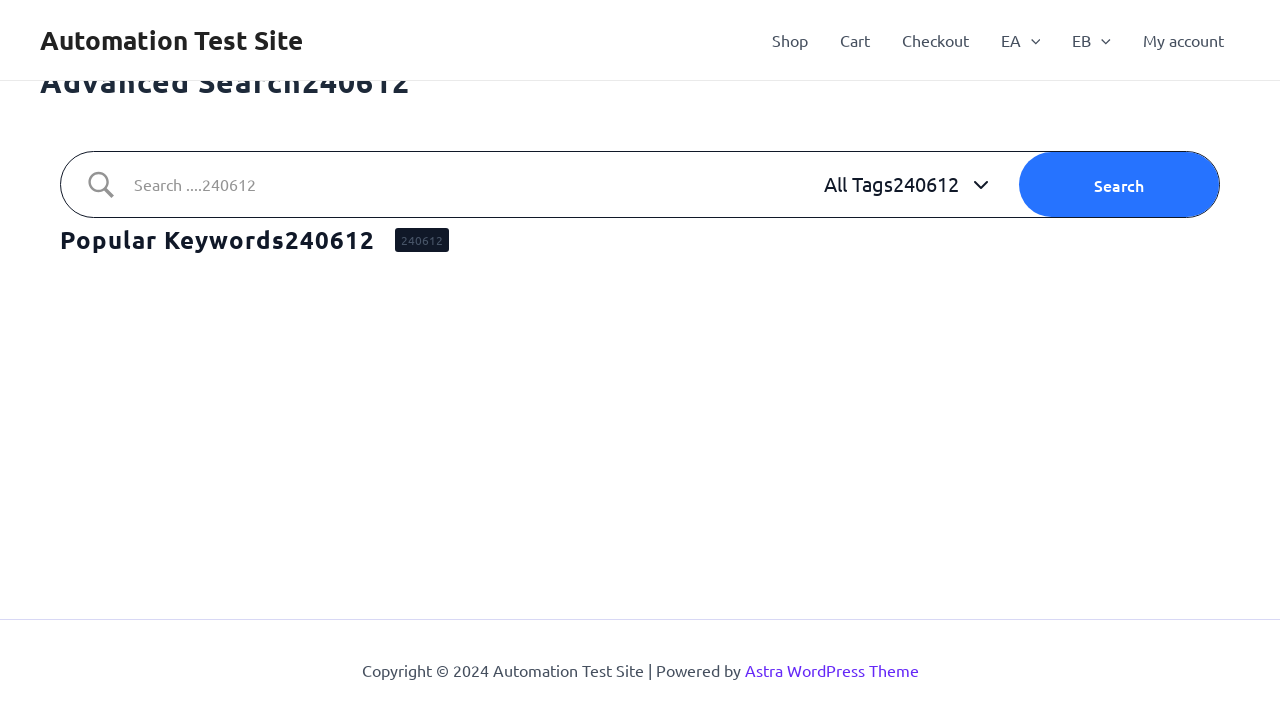 Automation Test Site
Shop Cart Checkout EA EB My account
Advanced Search240612
Search ....240612
All Tags240612
Search
Popular Keywords240612
240612
Copyright © 2024 Automation Test Site | Powered by Astra WordPress Theme